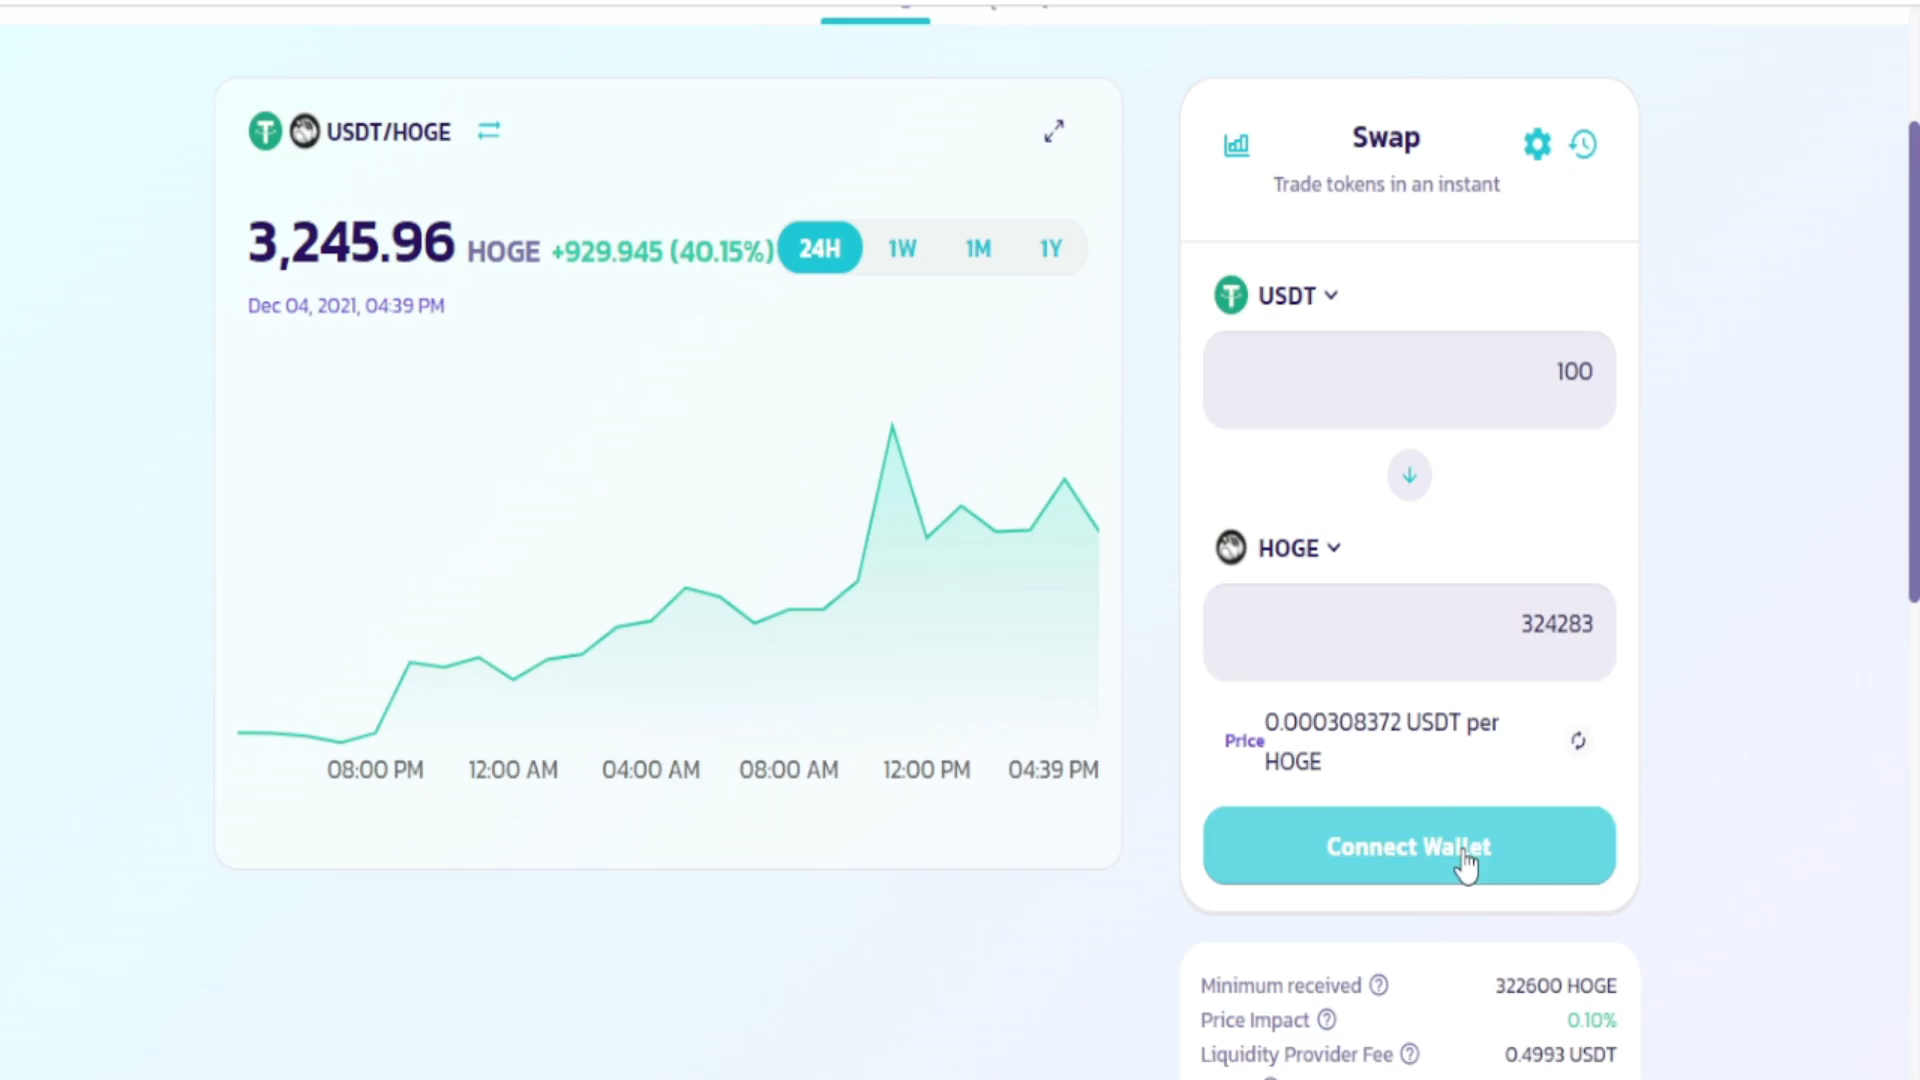 USDT/HOGE
3,245.96 HOGE +929.945 (40.15%)
24H 1W 1M 1Y
Dec 04, 2021, 04:39 PM
08:00 PM 12:00 AM 04:00 AM 08:00 AM 12:00 PM 04:39 PM
Swap
Trade tokens in an instant
USDT
100
HOGE
324283
Price 0.000308372 USDT per
HOGE
Connect Wallet
Minimum received 322600 HOGE
Price Impact 0.10%
Liquidity Provider Fee 0.4993 USDT